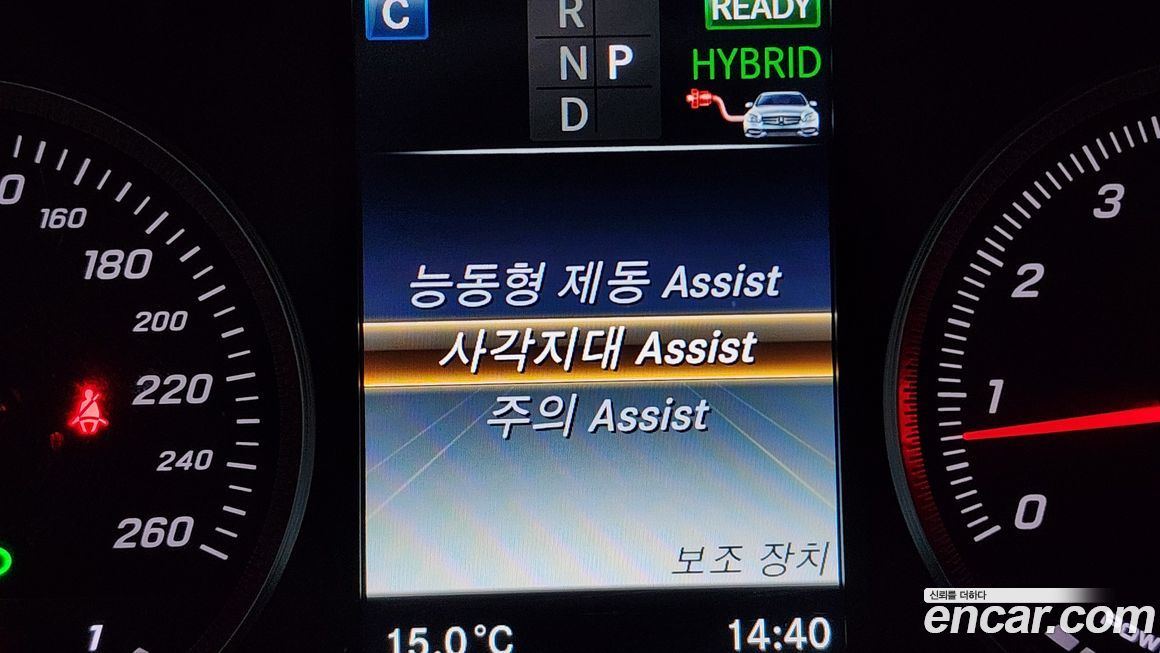 C
R
N P
D
READY
HYBRID
160
180
200
220
240
260
능동형 제동 Assist
사각지대 Assist
주의 Assist
보조 장치
15.0°C
14:40
3
2
1
0
1
신뢰를 더하다
encar.com